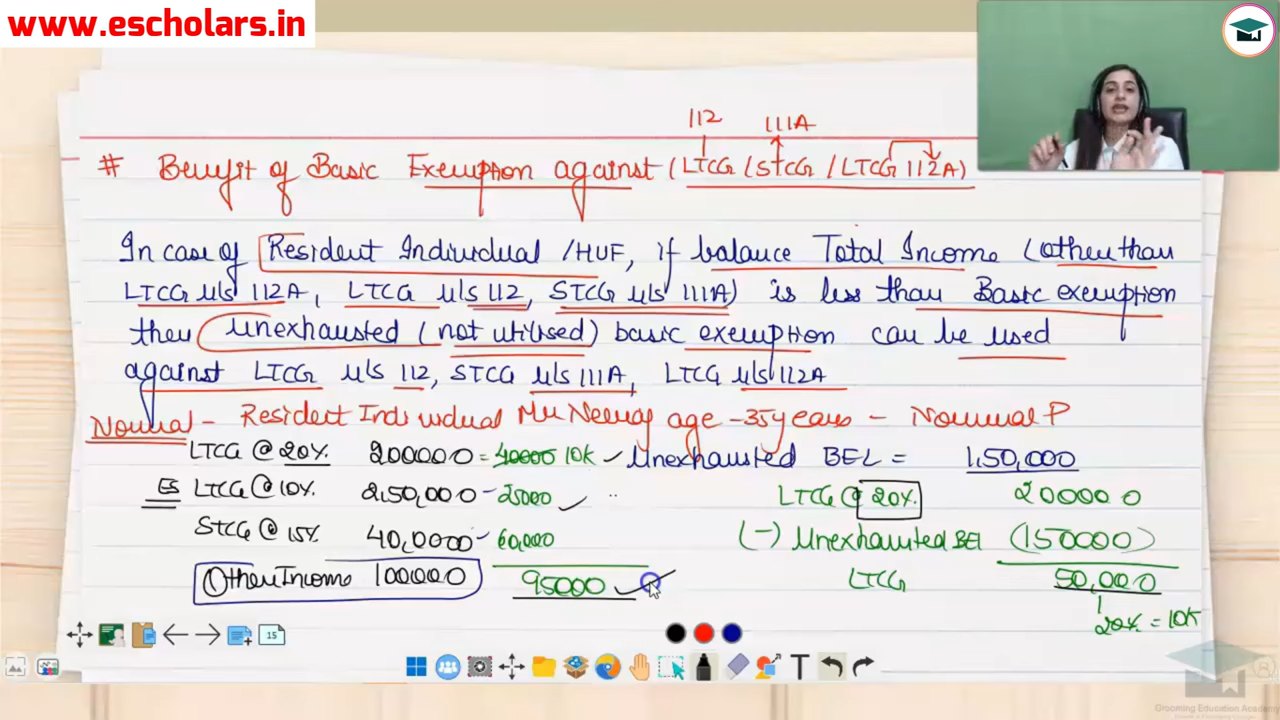 www.escholars.in
112 111A
# Benefit of Basic Exemption against (LTCG/STCG/LTCG 112A)
In case of Resident Individual /HUF, if balance Total Income (other than
LTCG u/s 112A, LTCG u/s 112, STCG u/s 111A) is less than Basic exemption
then unexhausted (not utilised) basic exemption can be used
against LTCG u/s 112, STCG u/s 111A, LTCG u/s 112A
Normal - Resident Individual Mr Neeraj age - 35 years - Normal P
LTCG @ 20% 200000 = 40000 10K Unexhausted BEL = 1,50,000
ES LTCG @ 10% 2,50,000 - 25000 LTCG @ 20% 200000
STCG @ 15% 40,0000 - 60,000 (-) Unexhausted BEL (150000)
Other Income 100000 95000 LTCG 50,000
20% = 10K
15
Grooming Education Academy